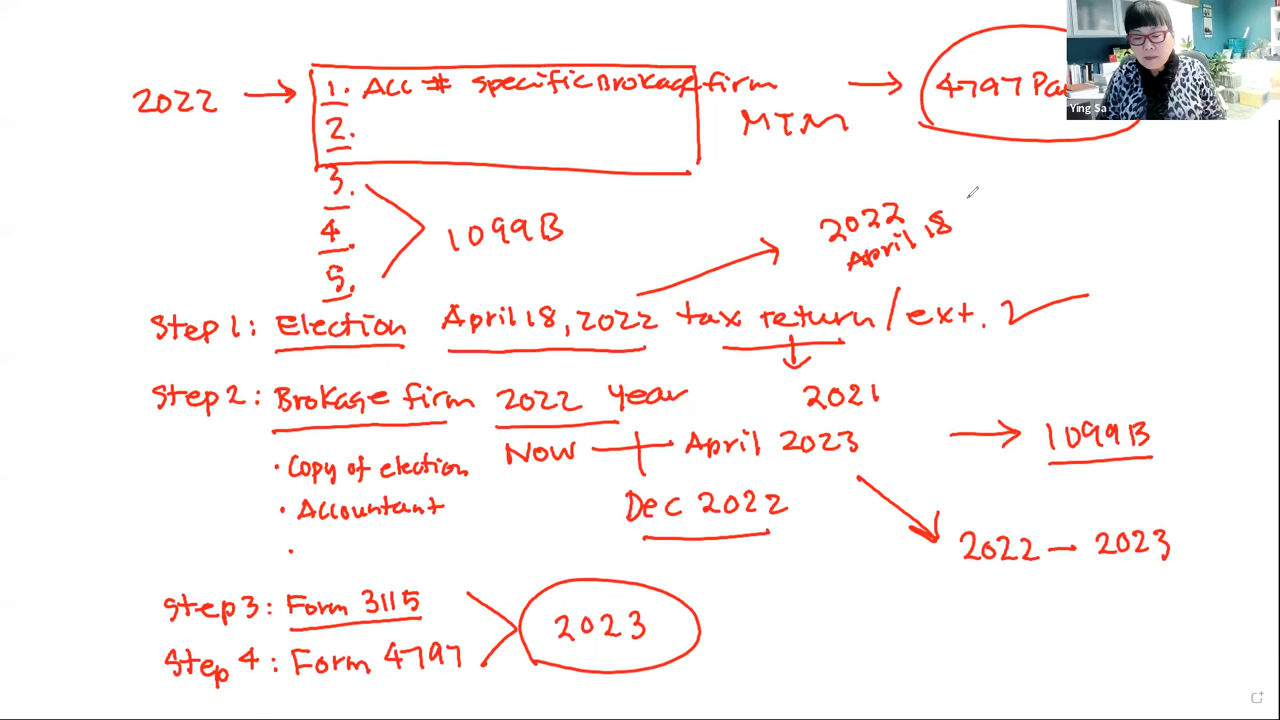 2022 → 1. Acc # specific Brokage firm → 4797
2. MTM
3.
4. 1099B
5.
2022
April 18
Step 1: Election April 18, 2022 tax return / ext.
Step 2: Brokage firm 2022 year 2021
Now April 2023 → 1099B
• Copy of election
• Accountant Dec 2022
2022 - 2023
Step 3: Form 3115
2023
Step 4: Form 4797
Ying Sa